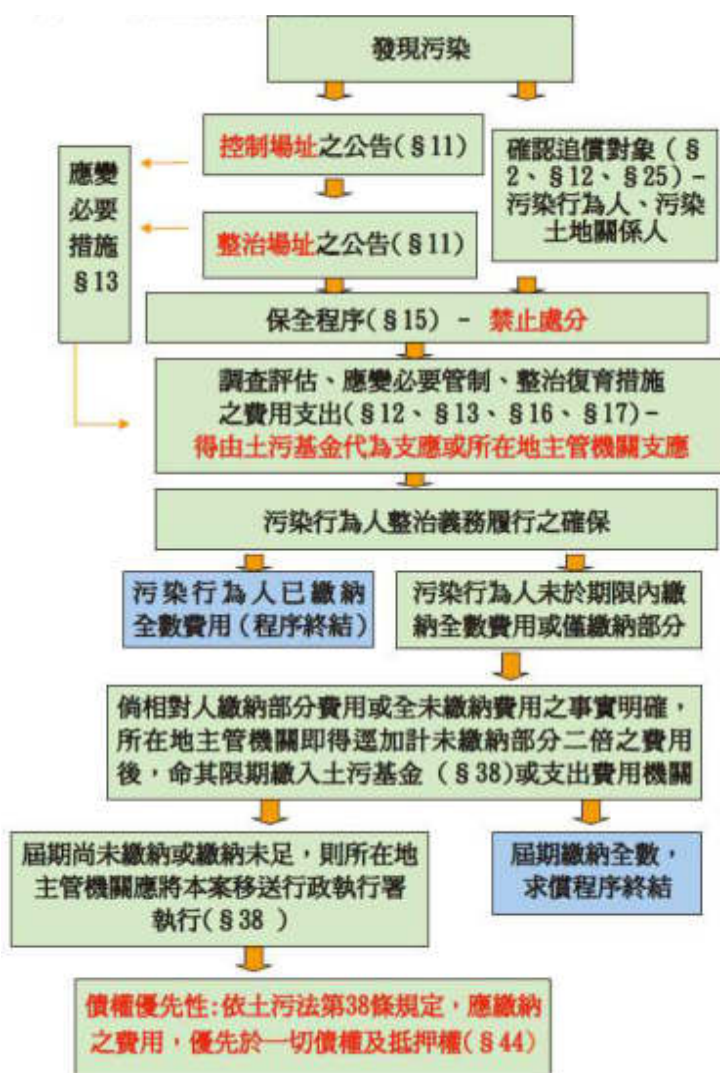 發現污染
控制場址之公告(§11)
確認追償對象（§
2、§12、§25）-
污染行為人、污染
土地關係人
應變
必要
措施
§13
整治場址之公告(§11)
保全程序(§15) - 禁止處分
調查評估、應變必要管制、整治復育措施
之費用支出(§12、§13、§16、§17)-
得由土污基金代為支應或所在地主管機關支應
污染行為人整治義務履行之確保
污染行為人已繳納
全數費用(程序終結)
污染行為人未於期限內繳
納全數費用或僅繳納部分
倘相對人繳納部分費用或全未繳納費用之事實明確，
所在地主管機關即得逕加計未繳納部分二倍之費用
後，命其限期繳入土污基金（§38)或支出費用機關
屆期尚未繳納或繳納未足，則所在地
主管機關應將本案移送行政執行署
執行(§38 )
屆期繳納全數，
求償程序終結
債權優先性:依土污法第38條規定，應繳納
之費用，優先於一切債權及抵押權(§44)